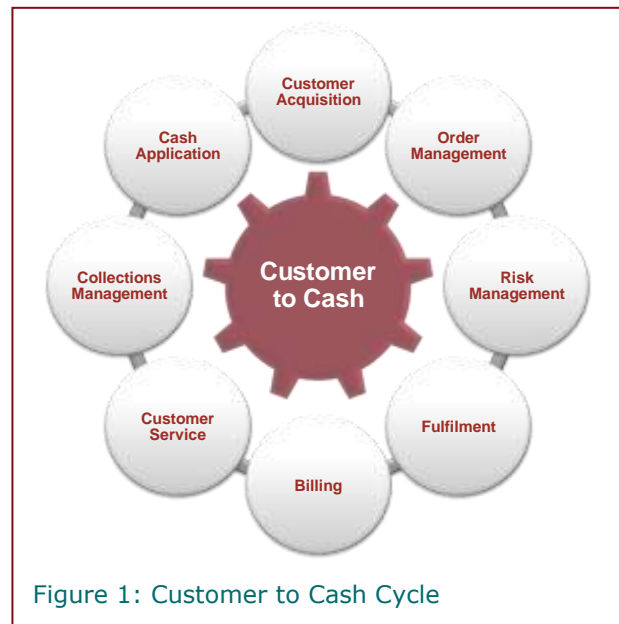 Customer
Acquisition
Order
Management
Risk
Management
Fulfilment
Billing
Customer
Service
Collections
Management
Cash
Application
Customer
to Cash
Figure 1: Customer to Cash Cycle